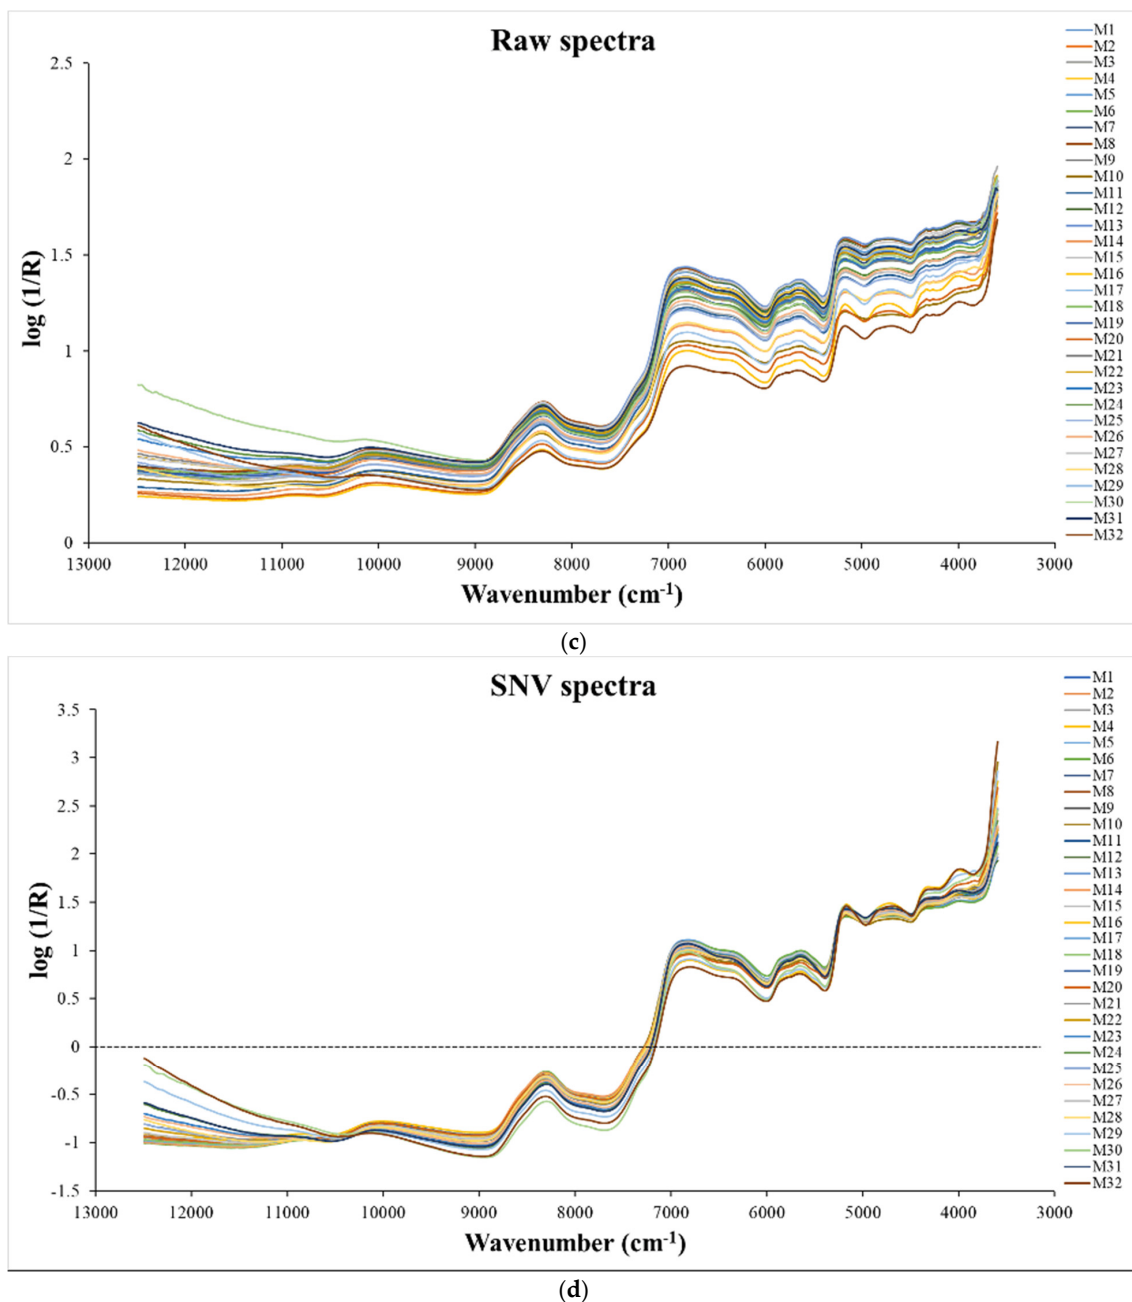 Raw spectra
2.5
2
1.5
1
0.5
0
log (1/R)
13000 12000 11000 10000 9000 8000 7000 6000 5000 4000 3000
Wavenumber (cm-1)
M1
M2
M3
M4
M5
M6
M7
M8
M9
M10
M11
M12
M13
M14
M15
M16
M17
M18
M19
M20
M21
M22
M23
M24
M25
M26
M27
M28
M29
M30
M31
M32
(c)
SNV spectra
3.5
3
2.5
2
1.5
1
0.5
0
-0.5
-1
-1.5
log (1/R)
13000 12000 11000 10000 9000 8000 7000 6000 5000 4000 3000
Wavenumber (cm-1)
M1
M2
M3
M4
M5
M6
M7
M8
M9
M10
M11
M12
M13
M14
M15
M16
M17
M18
M19
M20
M21
M22
M23
M24
M25
M26
M27
M28
M29
M30
M31
M32
(d)